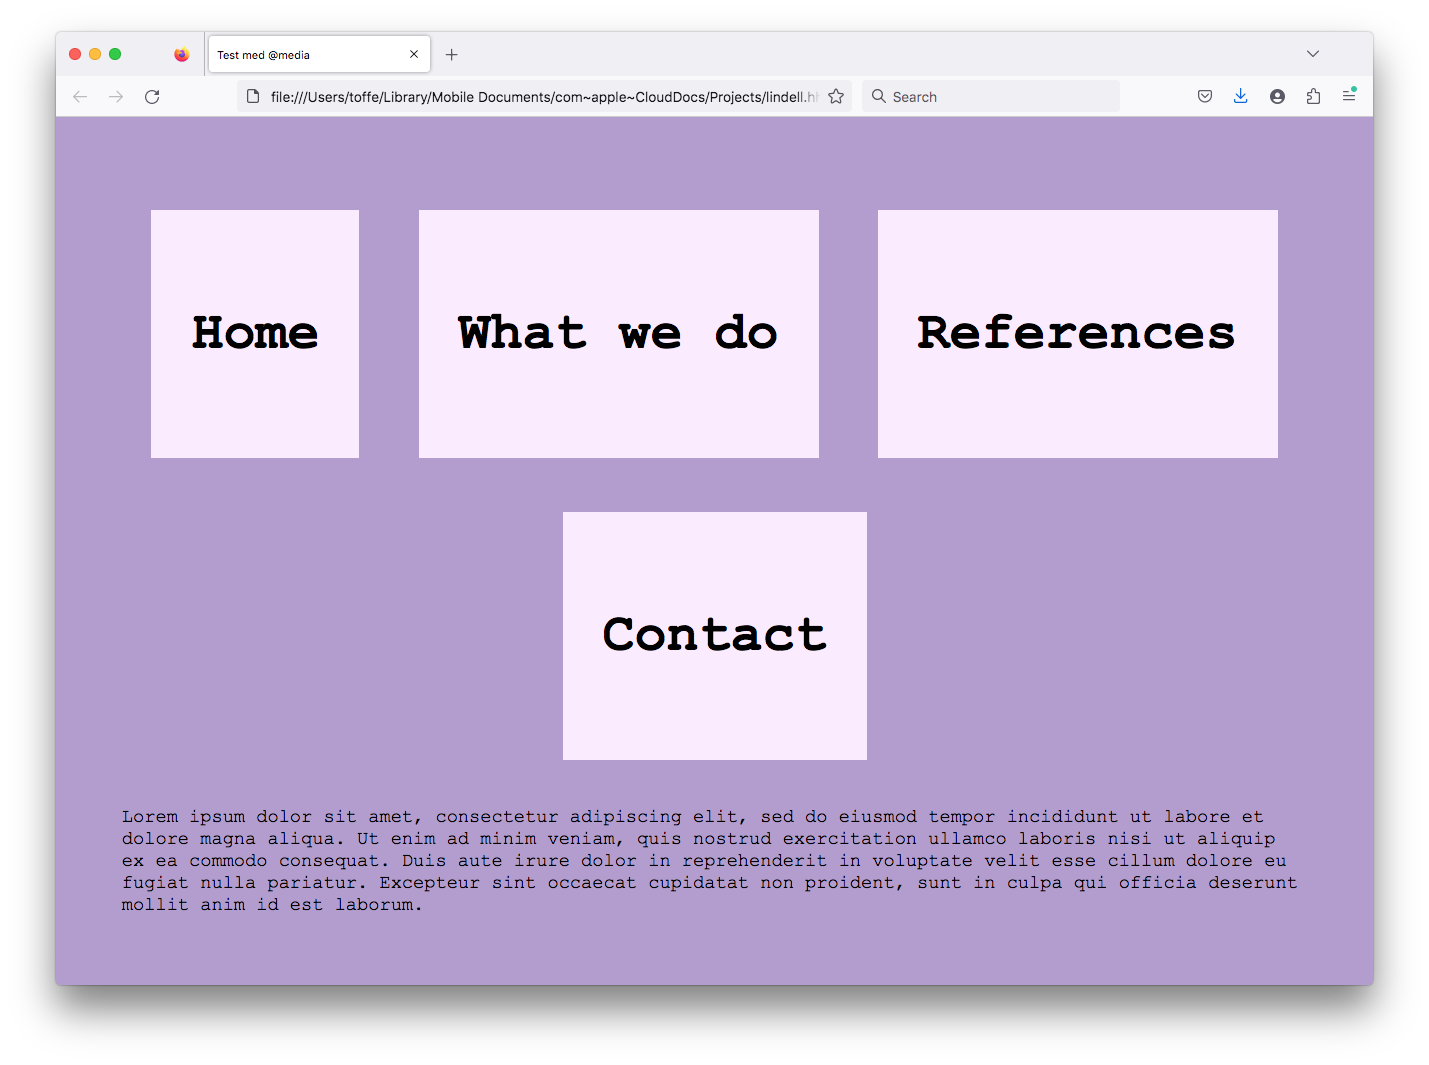 Test med @media
file:///Users/toffe/Library/Mobile Documents/com~apple~CloudDocs/Projects/lindell.hh
Search
Home
What we do
References
Contact
Lorem ipsum dolor sit amet, consectetur adipiscing elit, sed do eiusmod tempor incididunt ut labore et
dolore magna aliqua. Ut enim ad minim veniam, quis nostrud exercitation ullamco laboris nisi ut aliquip
ex ea commodo consequat. Duis aute irure dolor in reprehenderit in voluptate velit esse cillum dolore eu
fugiat nulla pariatur. Excepteur sint occaecat cupidatat non proident, sunt in culpa qui officia deserunt
mollit anim id est laborum.